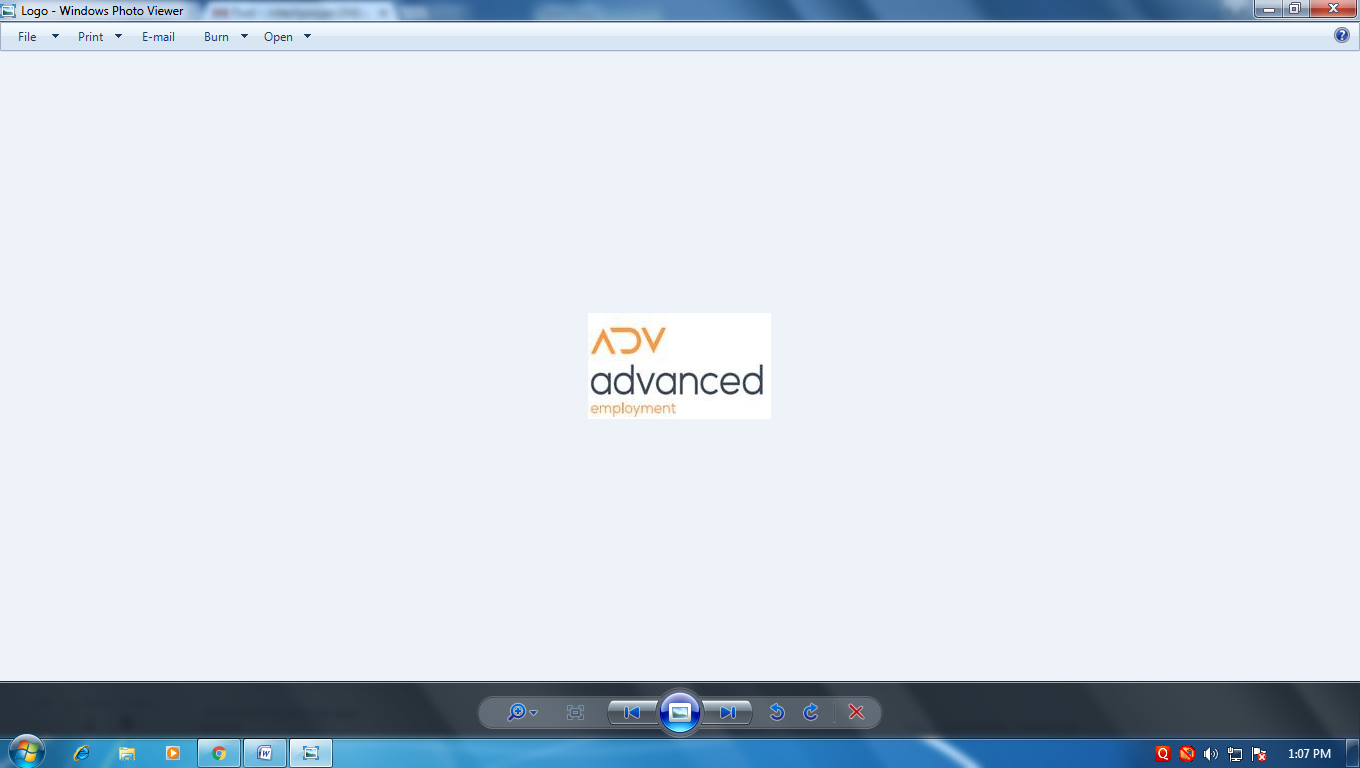 Logo - Windows Photo Viewer
File Print E-mail Burn Open
ADV
advanced
employment
1:07 PM